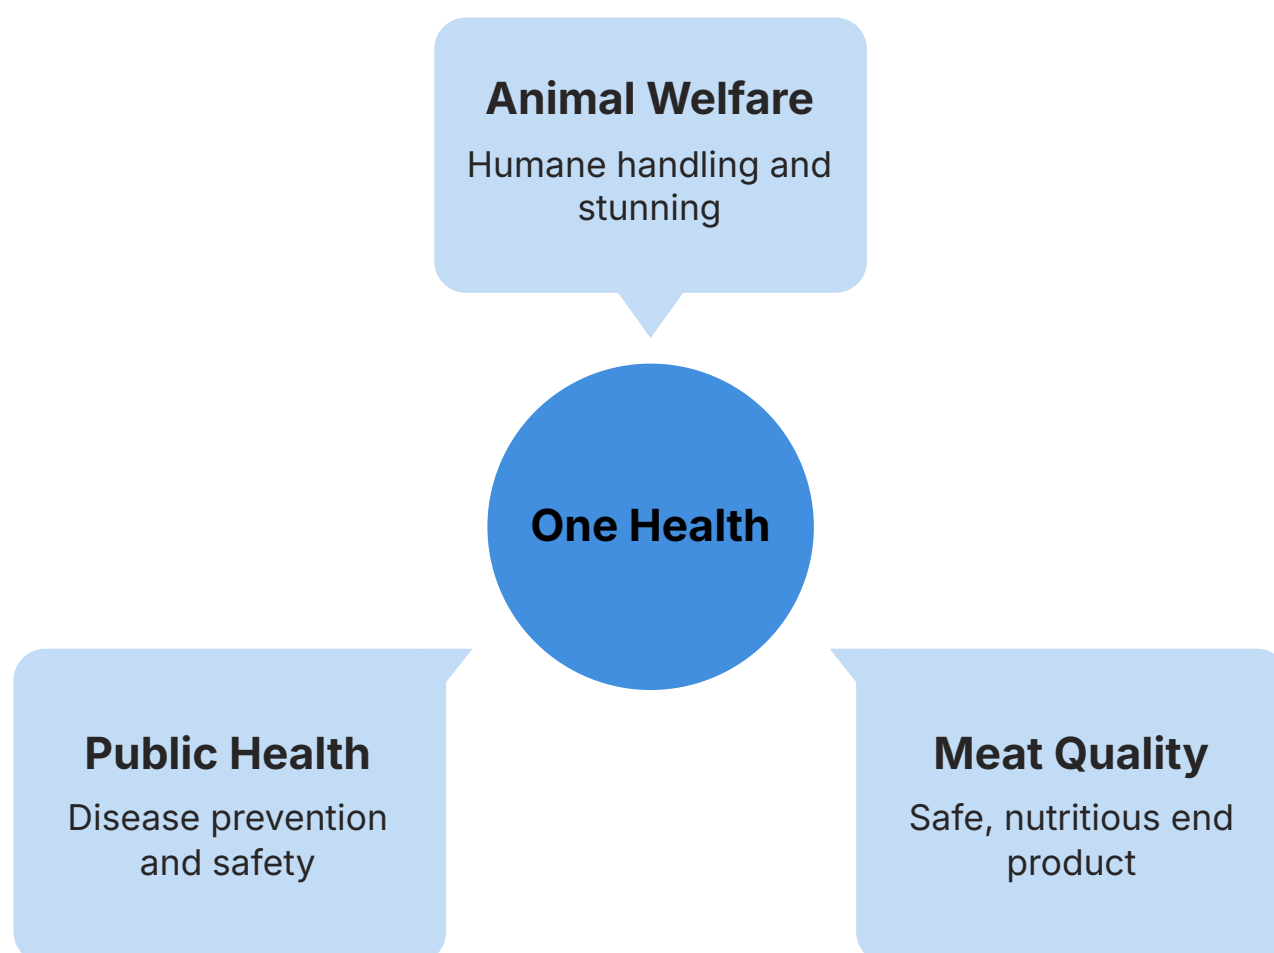 Animal Welfare
Humane handling and
stunning
One Health
Public Health
Disease prevention
and safety
Meat Quality
Safe, nutritious end
product